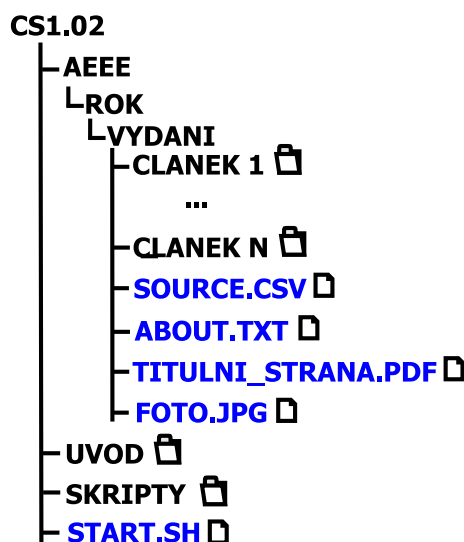 CS1.02
AEEE
ROK
VYDANI
CLANEK 1
...
CLANEK N
SOURCE.CSV
ABOUT.TXT
TITULNI_STRANA.PDF
FOTO.JPG
UVOD
SKRIPTY
START.SH